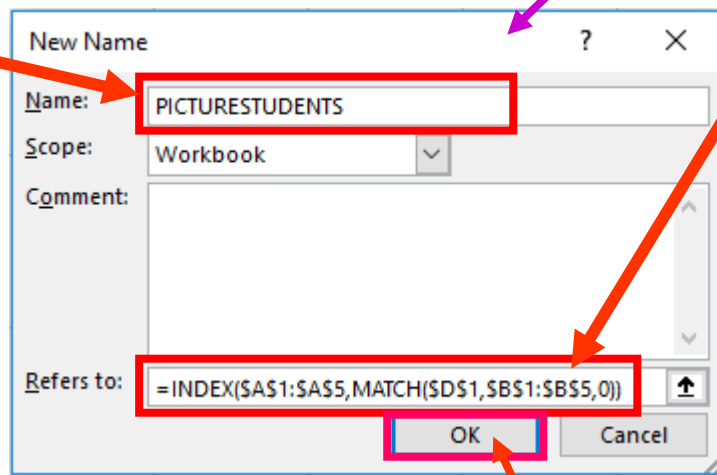 New Name ?
Name: PICTURESTUDENTS
Scope: Workbook
Comment:
Refers to: =INDEX($A$1:$A$5,MATCH($D$1,$B$1:$B$5,0))
OK Cancel